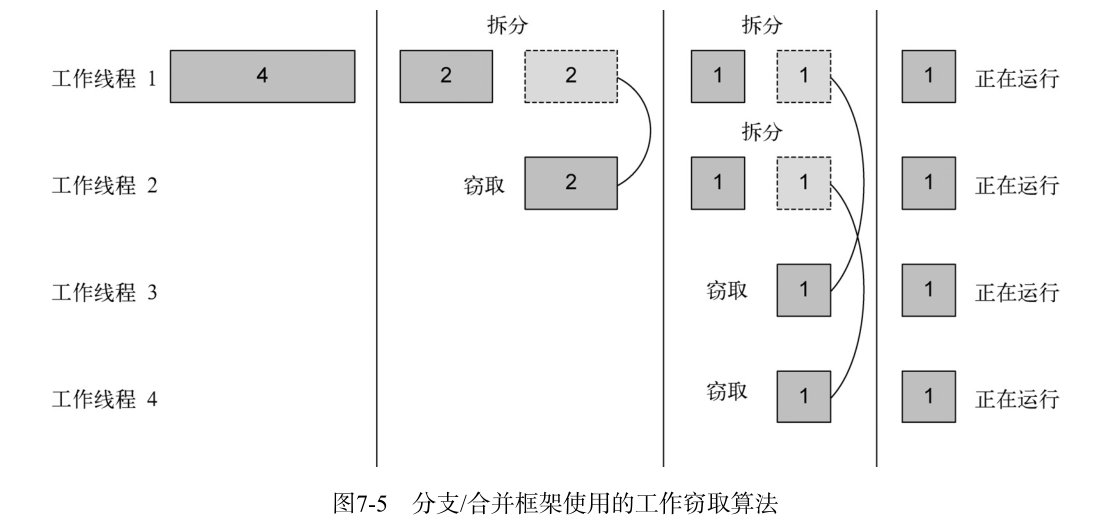 拆分 拆分
工作线程 1 4 2 2 1 1 1 正在运行
拆分
工作线程 2 窃取 2 1 1 1 正在运行
工作线程 3 窃取 1 1 正在运行
工作线程 4 窃取 1 1 正在运行
图7-5 分支/合并框架使用的工作窃取算法